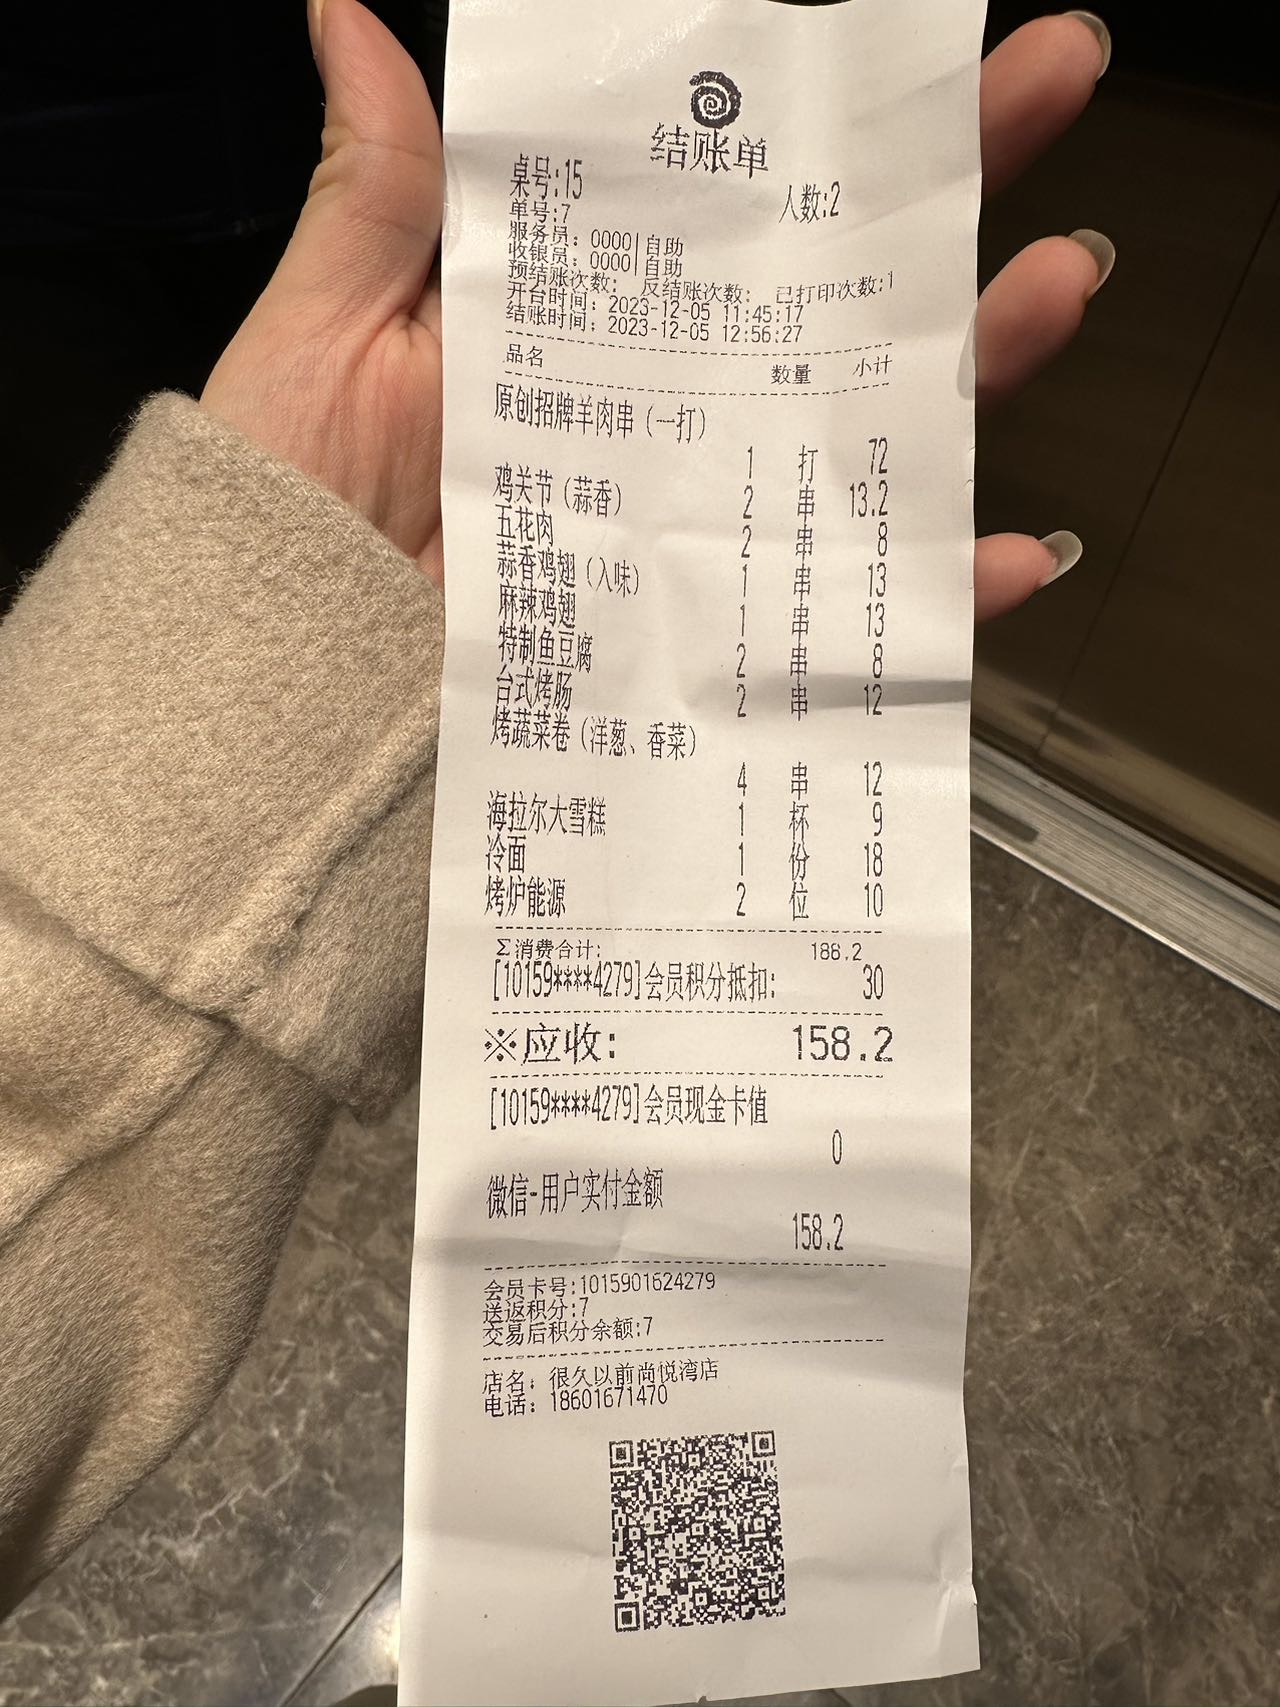 结账单
桌号:15 人数:2
单号:7
服务员: 0000|自助
收银员: 0000|自助
预结账次数: 反结账次数: 已打印次数:1
开台时间: 2023-12-05 11:45:17
结账时间: 2023-12-05 12:56:27
品名 数量 小计
原创招牌羊肉串(一打)
1 打 72
鸡关节(蒜香) 2 串 13.2
五花肉 2 串 8
蒜香鸡翅(入味) 1 串 13
麻辣鸡翅 1 串 13
特制鱼豆腐 2 串 8
台式烤肠 2 串 12
烤蔬菜卷(洋葱、香菜)
4 串 12
海拉尔大雪糕 1 杯 9
冷面 1 份 18
烤炉能源 2 位 10
Σ消费合计: 188.2
[10159****4279]会员积分抵扣: 30
※应收: 158.2
[10159****4279]会员现金卡值
0
微信-用户实付金额
158.2
会员卡号:1015901624279
送返积分:7
交易后积分余额:7
店名: 很久以前尚悦湾店
电话: 18601671470